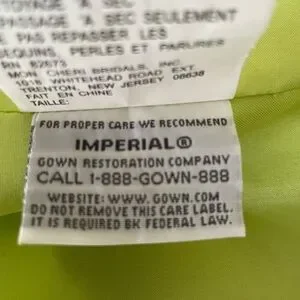 NETTOYAGE À SEC
REPASSAGE À SEC SEULEMENT
PAS REPASSER LES
SEQUINS, PERLES ET PARURES
RN 82673
MON CHERI BRIDALS, INC.
1018 WHITEHEAD ROAD EXT.
TRENTON, NEW JERSEY 08638
FAIT EN CHINE
TAILLE:
FOR PROPER CARE WE RECOMMEND
IMPERIAL®
GOWN RESTORATION COMPANY
CALL 1-888-GOWN-888
WEBSITE: WWW.GOWN.COM
DO NOT REMOVE THIS CARE LABEL.
IT IS REQUIRED BK FEDERAL LAW.